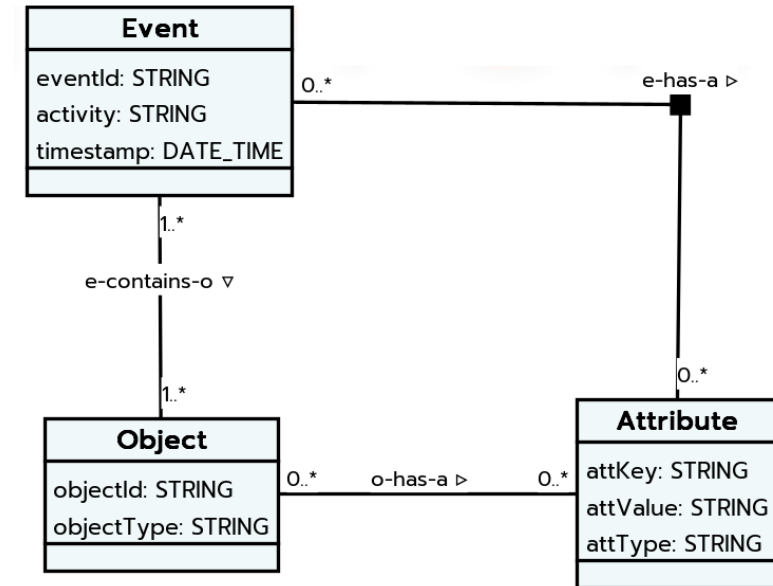 Event
eventId: STRING
activity: STRING
timestamp: DATE_TIME
0..*
e-has-a ▹
1..*
e-contains-o ▿
1..*
0..*
Object
objectId: STRING
objectType: STRING
0..*
o-has-a ▹
0..*
Attribute
attKey: STRING
attValue: STRING
attType: STRING